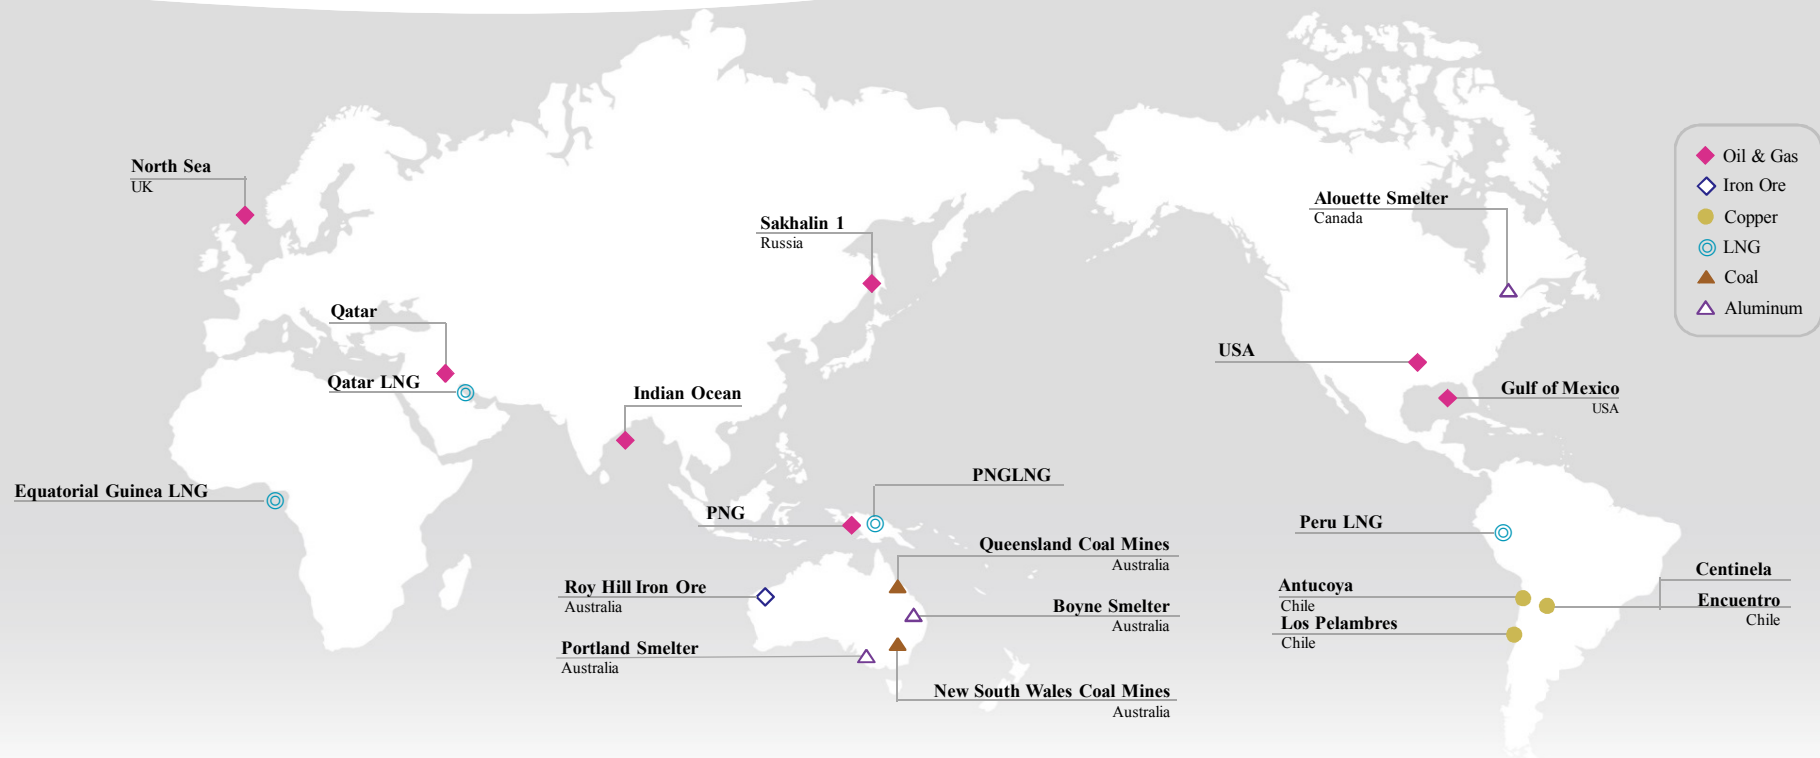 North Sea
UK
Sakhalin 1
Russia
Qatar
Qatar LNG
Indian Ocean
Equatorial Guinea LNG
PNGLNG
PNG
Queensland Coal Mines
Australia
Roy Hill Iron Ore
Australia
Boyne Smelter
Australia
Portland Smelter
Australia
New South Wales Coal Mines
Australia
Alouette Smelter
Canada
USA
Gulf of Mexico
USA
Peru LNG
Antucoya
Chile
Los Pelambres
Chile
Centinela
Encuentro
Chile
Oil & Gas
Iron Ore
Copper
LNG
Coal
Aluminum